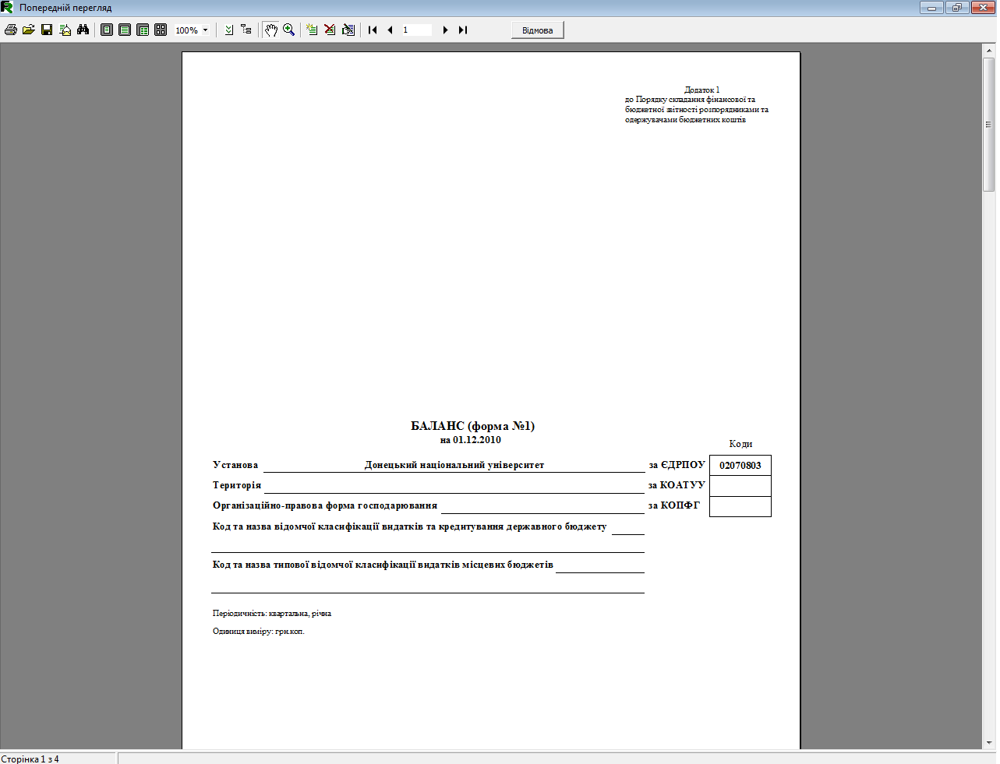 Попередній перегляд
100%
1
Відмова
Додаток 1
до Порядку складання фінансової та
бюджетної звітності розпорядниками та
одержувачами бюджетних коштів
БАЛАНС (форма №1)
на 01.12.2010
Коди
Установа Донецький національний університет за ЄДРПОУ 02070803
Територія за КОАТУУ
Організаційно-правова форма господарювання за КОПФГ
Код та назва відомчої класифікації видатків та кредитування державного бюджету
Код та назва типової відомчої класифікації видатків місцевих бюджетів
Періодичність: квартальна, річна
Одиниця виміру: грн.коп.
Сторінка 1 з 4